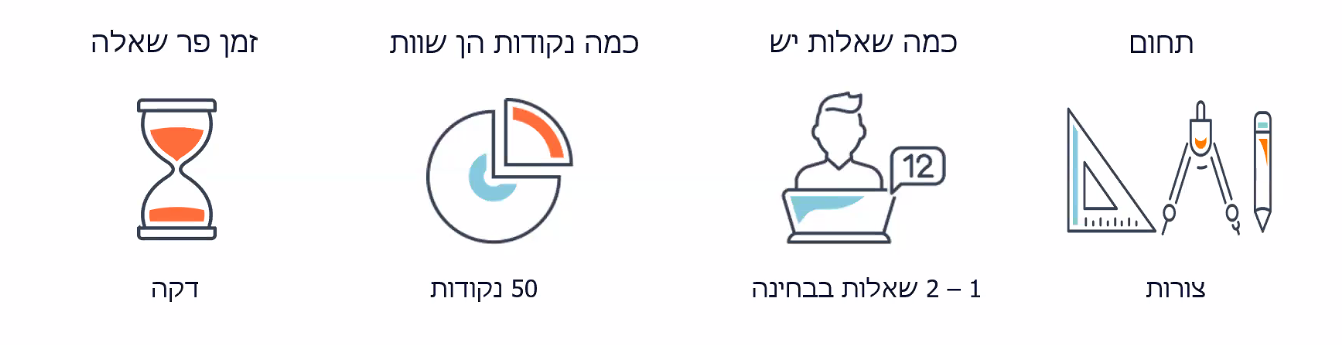 תחום
כמה שאלות יש
כמה נקודות הן שוות
זמן פר שאלה
12
צורות
1 – 2 שאלות בבחינה
50 נקודות
דקה